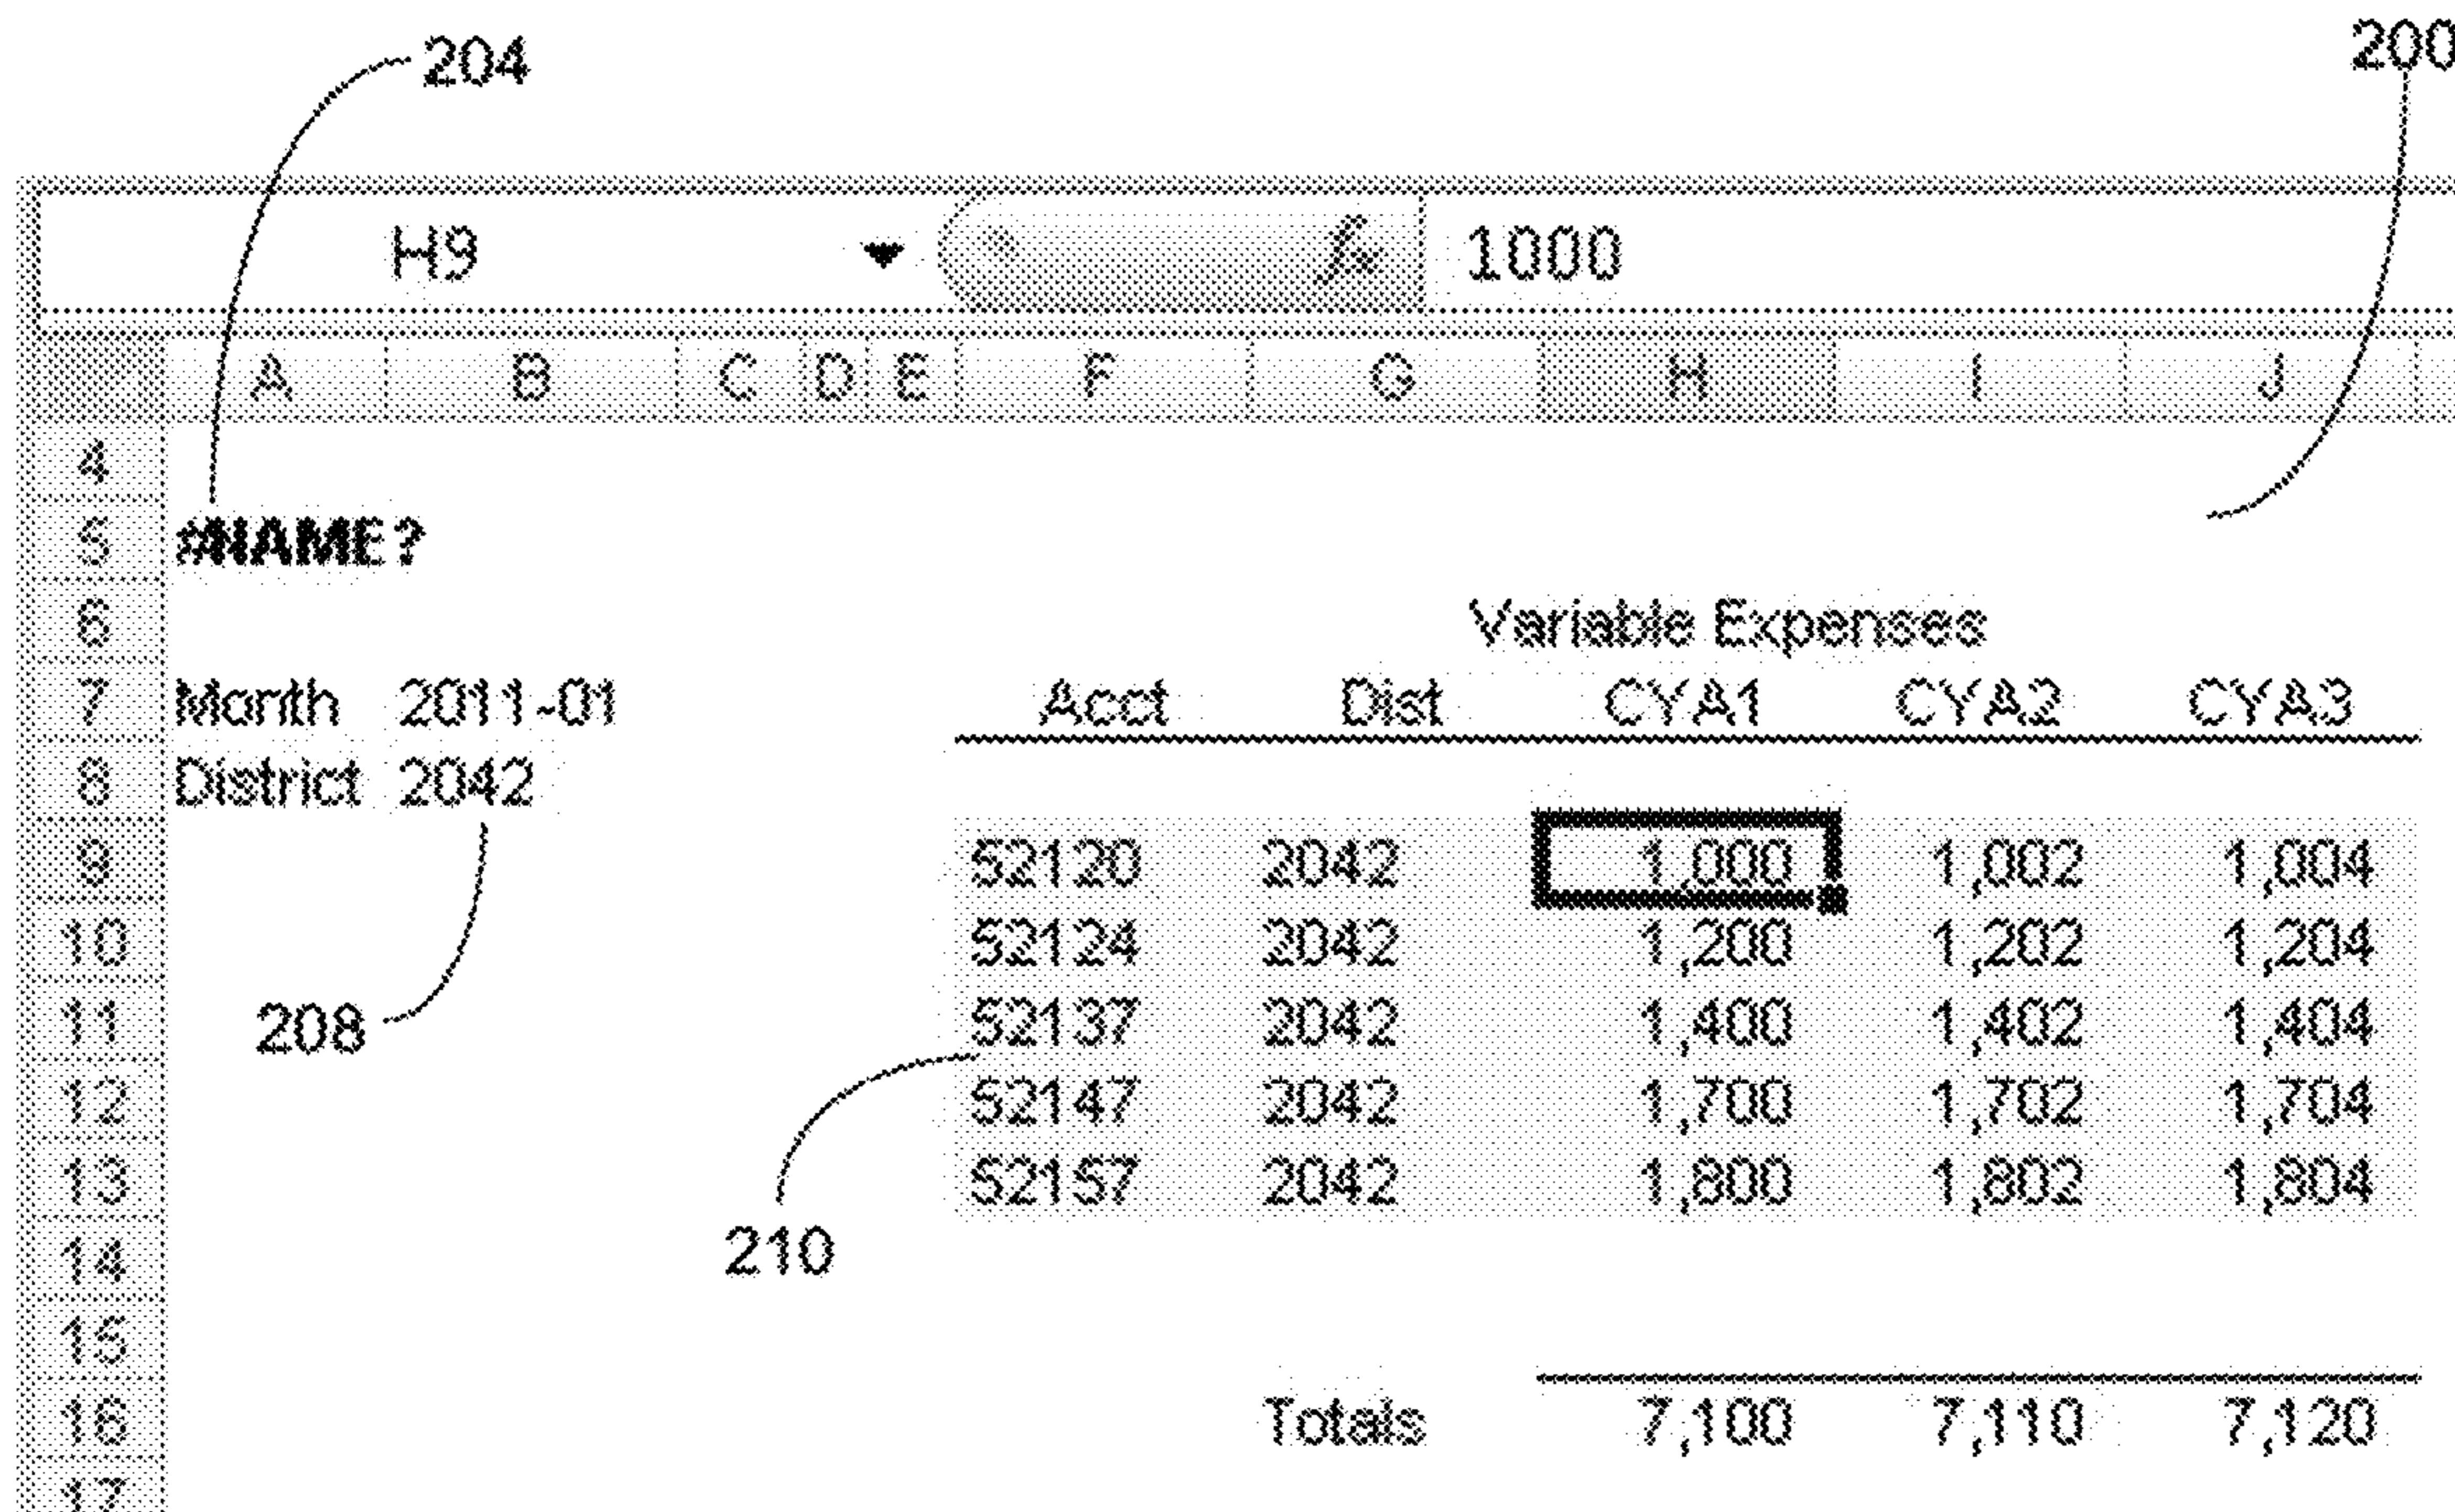 204 200
H9 fx 1000
A B C D E F G H I J
4
5 #NAME?
6 Variable Expenses
7 Month 2011-01 Acct Dist CYA1 CYA2 CYA3
8 District 2042
9 52120 2042 1,000 1,002 1,004
10 52124 2042 1,200 1,202 1,204
11 208 52137 2042 1,400 1,402 1,404
12 52147 2042 1,700 1,702 1,704
13 52157 2042 1,800 1,802 1,804
14 210
15
16 Totals 7,100 7,110 7,120
17